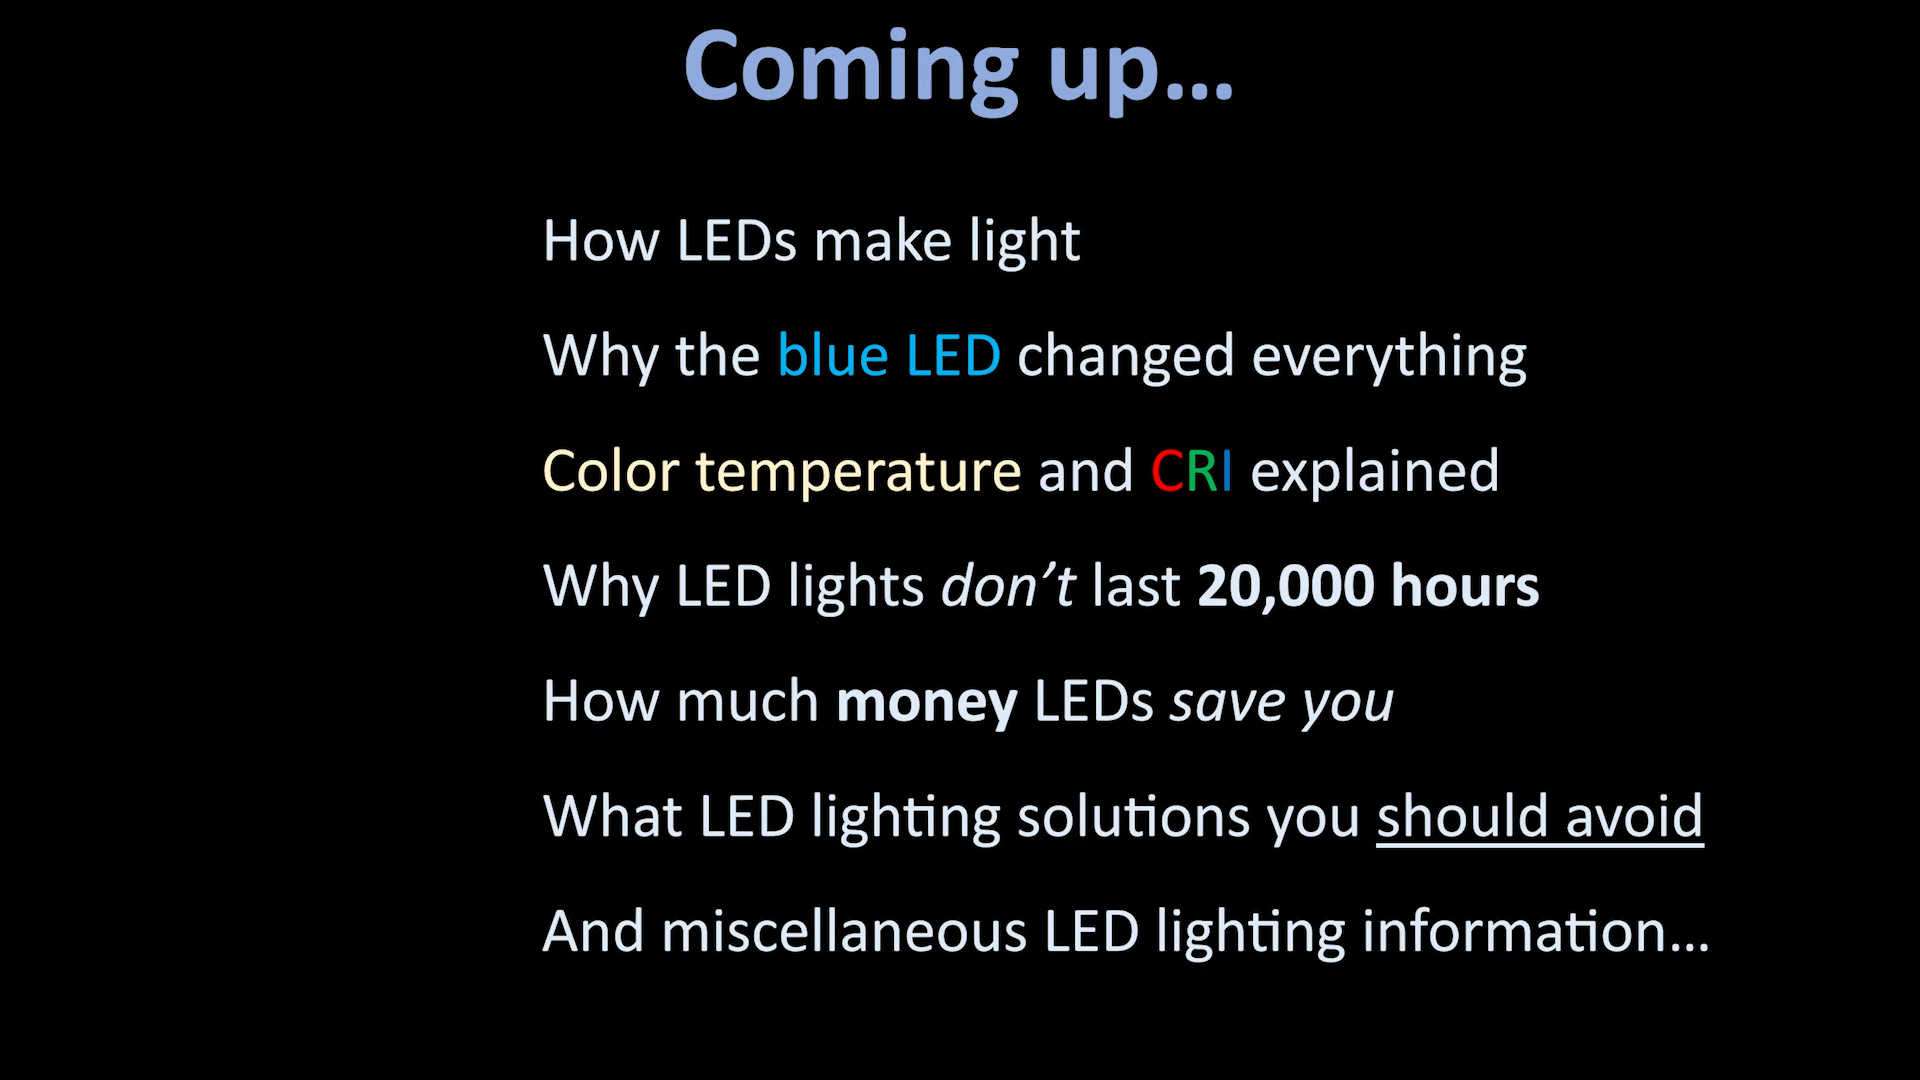 Coming up...
How LEDs make light
Why the blue LED changed everything
Color temperature and CRI explained
Why LED lights don’t last 20,000 hours
How much money LEDs save you
What LED lighting solutions you should avoid
And miscellaneous LED lighting information...